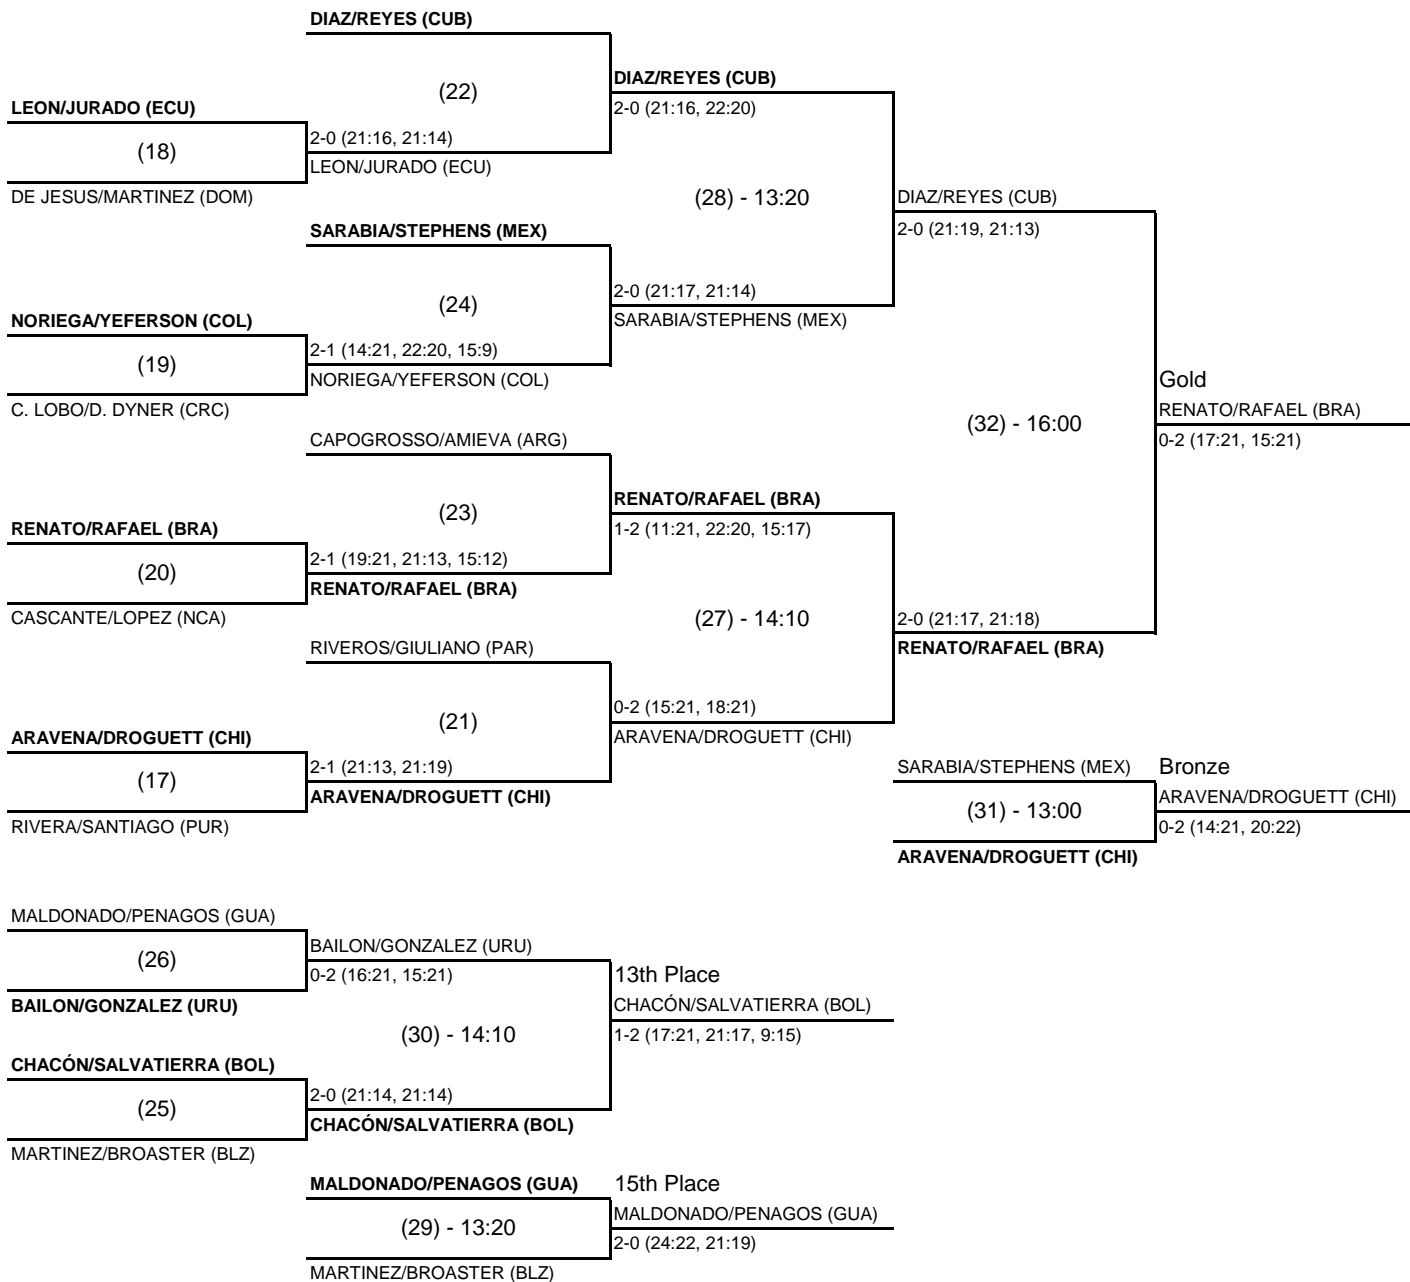 DIAZ/REYES (CUB)
(22)
DIAZ/REYES (CUB)
LEON/JURADO (ECU)
2-0 (21:16, 22:20)
2-0 (21:16, 21:14)
(18)
LEON/JURADO (ECU)
DE JESUS/MARTINEZ (DOM)
(28) - 13:20
DIAZ/REYES (CUB)
SARABIA/STEPHENS (MEX)
2-0 (21:19, 21:13)
(24)
2-0 (21:17, 21:14)
NORIEGA/YEFERSON (COL)
SARABIA/STEPHENS (MEX)
2-1 (14:21, 22:20, 15:9)
(19)
NORIEGA/YEFERSON (COL)
Gold
C. LOBO/D. DYNER (CRC)
RENATO/RAFAEL (BRA)
(32) - 16:00
CAPOGROSSO/AMIEVA (ARG)
0-2 (17:21, 15:21)
RENATO/RAFAEL (BRA)
(23)
RENATO/RAFAEL (BRA)
1-2 (11:21, 22:20, 15:17)
2-1 (19:21, 21:13, 15:12)
(20)
RENATO/RAFAEL (BRA)
CASCANTE/LOPEZ (NCA)
(27) - 14:10
2-0 (21:17, 21:18)
RIVEROS/GIULIANO (PAR)
RENATO/RAFAEL (BRA)
0-2 (15:21, 18:21)
(21)
ARAVENA/DROGUETT (CHI)
ARAVENA/DROGUETT (CHI)
2-1 (21:13, 21:19)
SARABIA/STEPHENS (MEX)
Bronze
(17)
ARAVENA/DROGUETT (CHI)
ARAVENA/DROGUETT (CHI)
(31) - 13:00
RIVERA/SANTIAGO (PUR)
0-2 (14:21, 20:22)
ARAVENA/DROGUETT (CHI)
MALDONADO/PENAGOS (GUA)
BAILON/GONZALEZ (URU)
(26)
0-2 (16:21, 15:21)
13th Place
BAILON/GONZALEZ (URU)
CHACÓN/SALVATIERRA (BOL)
(30) - 14:10
1-2 (17:21, 21:17, 9:15)
CHACÓN/SALVATIERRA (BOL)
2-0 (21:14, 21:14)
(25)
CHACÓN/SALVATIERRA (BOL)
MARTINEZ/BROASTER (BLZ)
MALDONADO/PENAGOS (GUA)
15th Place
MALDONADO/PENAGOS (GUA)
(29) - 13:20
2-0 (24:22, 21:19)
MARTINEZ/BROASTER (BLZ)